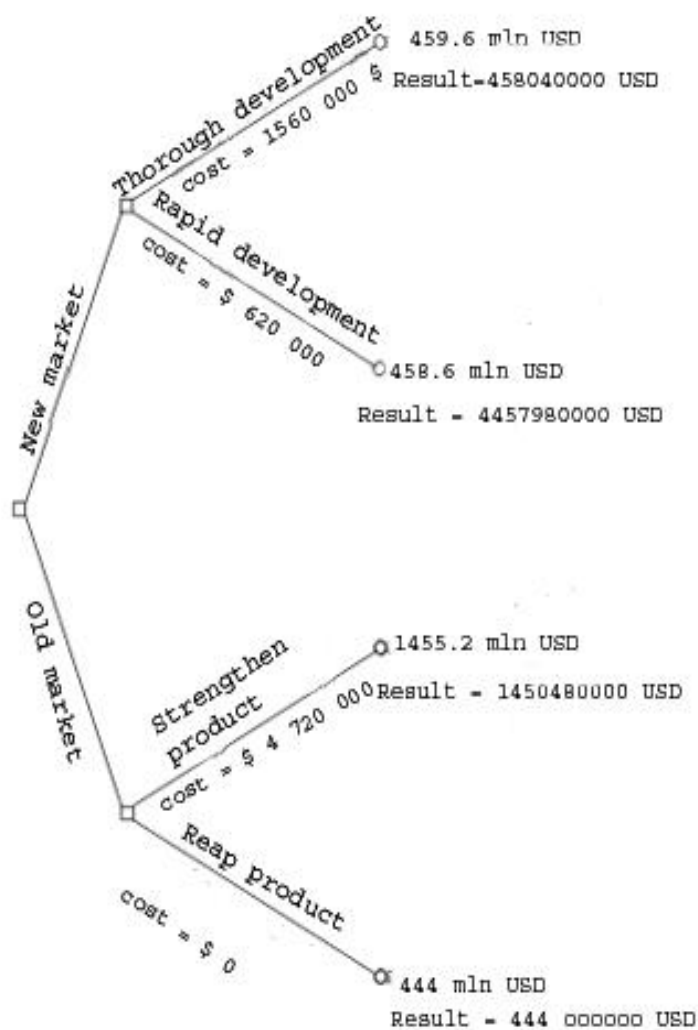 459.6 mln USD
Thorough development
Result=458040000 USD
cost = 1560 000 $
Rapid development
cost = $ 620 000
458.6 mln USD
Result = 4457980000 USD
New market
Old market
1455.2 mln USD
Strengthen
product
Result = 1450480000 USD
cost = $ 4 720 000
Reap product
cost = $ 0
444 mln USD
Result = 444 000000 USD